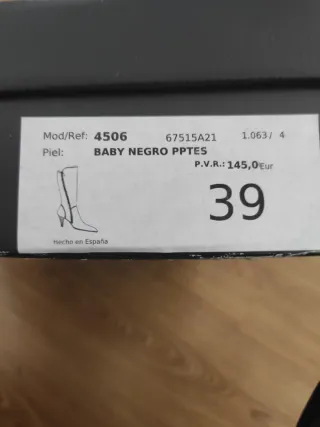 Mod/Ref: 4506 67515A21 1.063/ 4
Piel: BABY NEGRO PPTES
P.V.R.: 145,0 Eur
39
Hecho en España